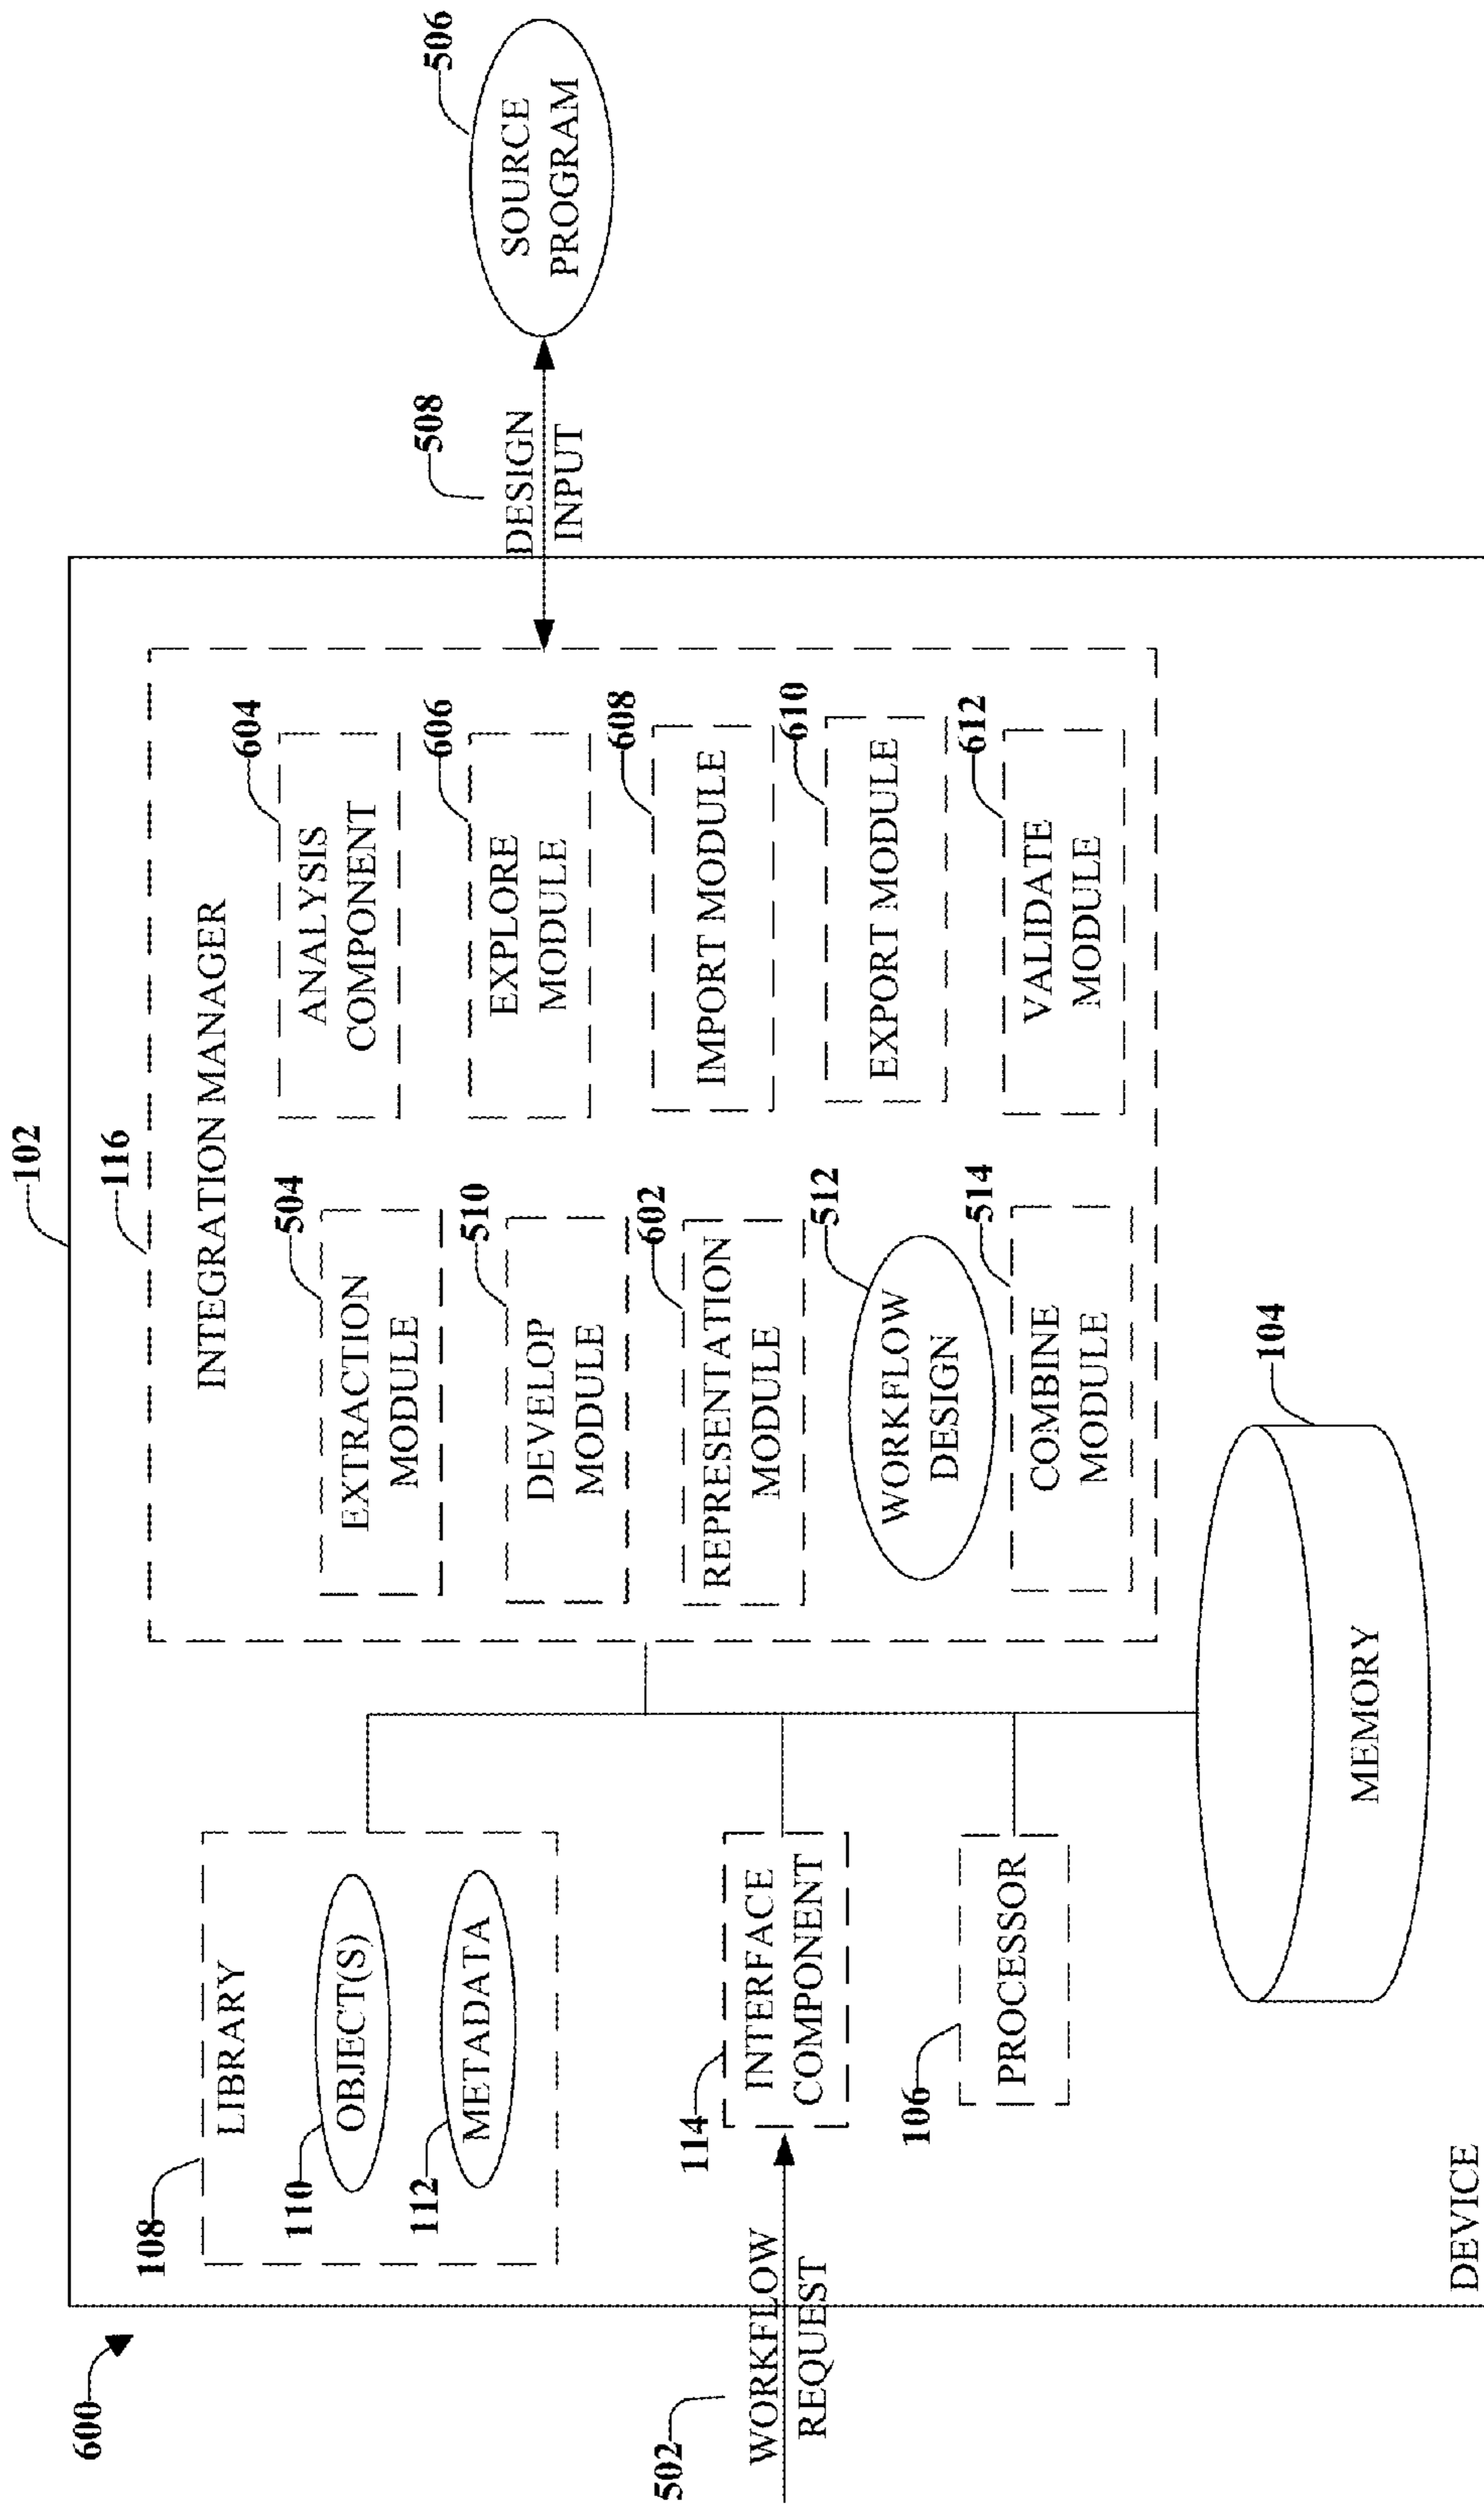 600
102
116
INTEGRATION MANAGER
108
LIBRARY
110
OBJECT(S)
112
METADATA
504
EXTRACTION
MODULE
604
ANALYSIS
COMPONENT
510
DEVELOP
MODULE
606
EXPLORE
MODULE
506
SOURCE
PROGRAM
508
DESIGN
INPUT
602
REPRESENTATION
MODULE
608
IMPORT MODULE
502
WORKFLOW
REQUEST
114
INTERFACE
COMPONENT
512
WORKFLOW
DESIGN
610
EXPORT MODULE
106
PROCESSOR
514
COMBINE
MODULE
612
VALIDATE
MODULE
104
MEMORY
DEVICE